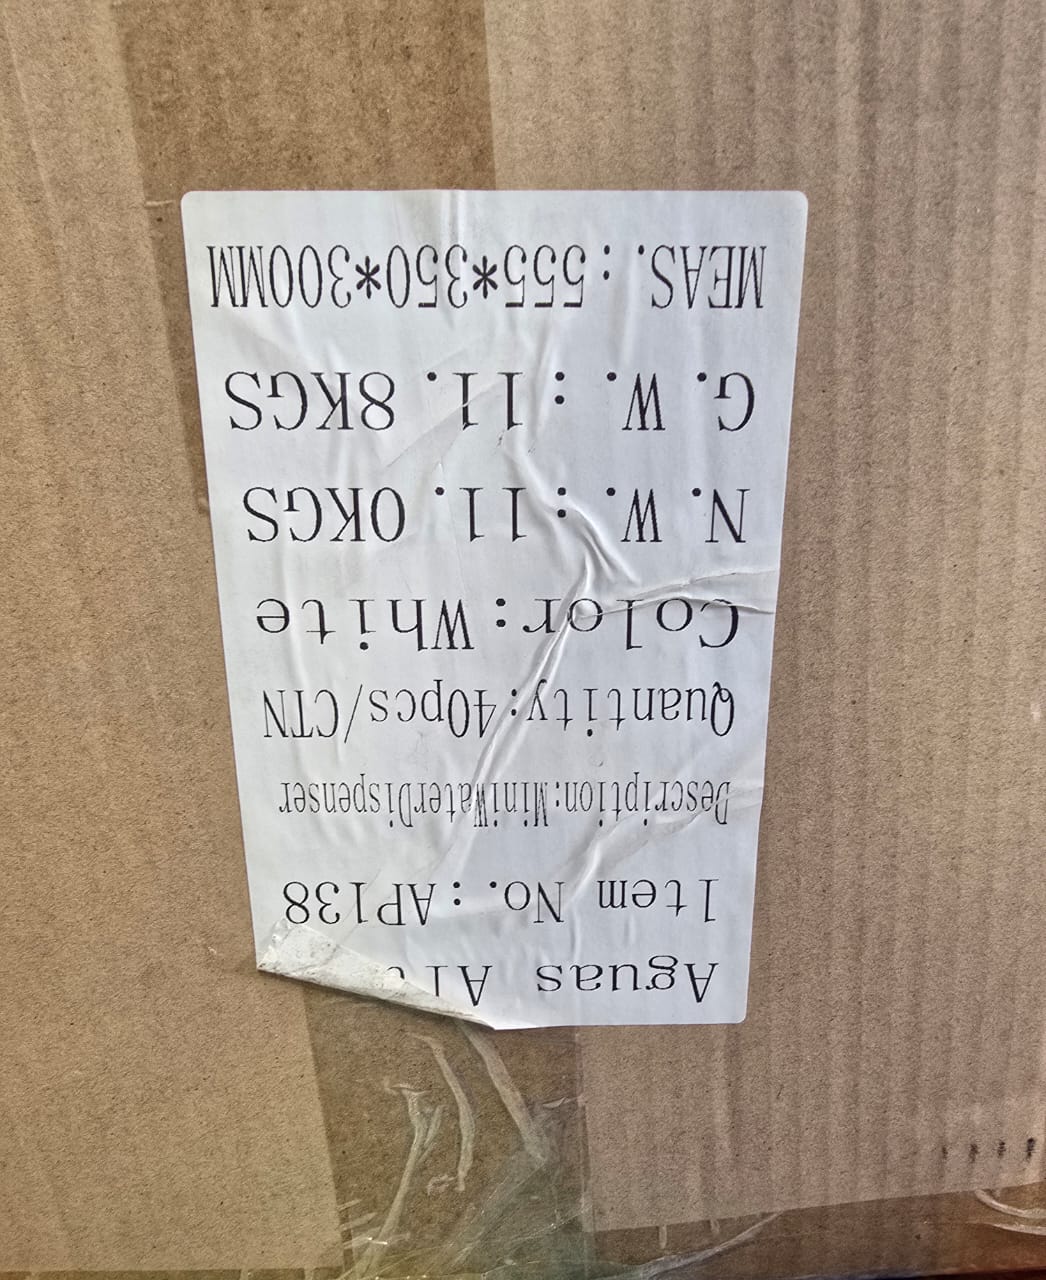 Aguas
Item No.:AP138
Description:MiniWaterDispenser
Quantity:40pcs/CTN
Color:White
N.W.:11.0KGS
G.W.:11.8KGS
MEAS.:555*350*300MM